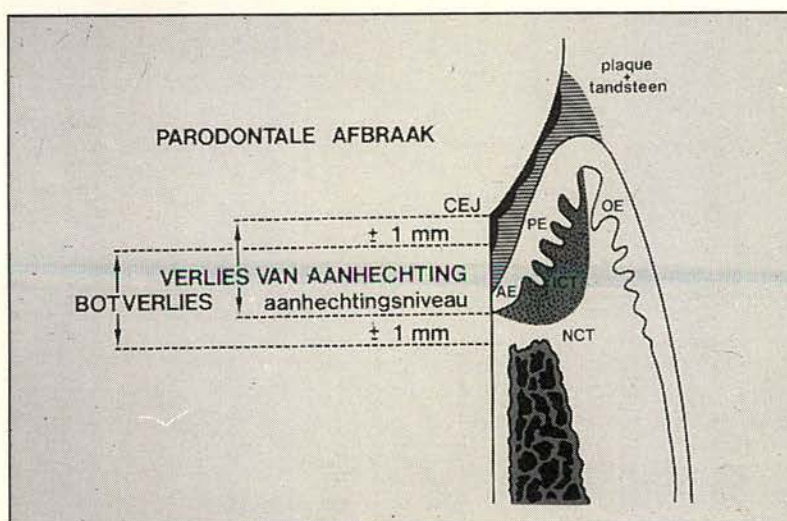 plaque
+
tandsteen
PARODONTALE AFBRAAK
CEJ
± 1 mm
PE
OE
VERLIES VAN AANHECHTING
AE
ICT
BOTVERLIES
aanhechtingsniveau
± 1 mm
NCT